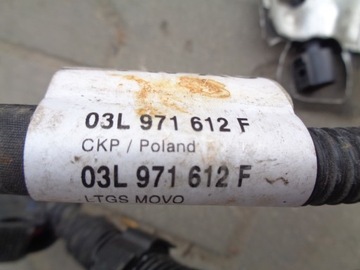 03L 971 612 F
CKP / Poland
03L 971 612 F
LTGS MOVO